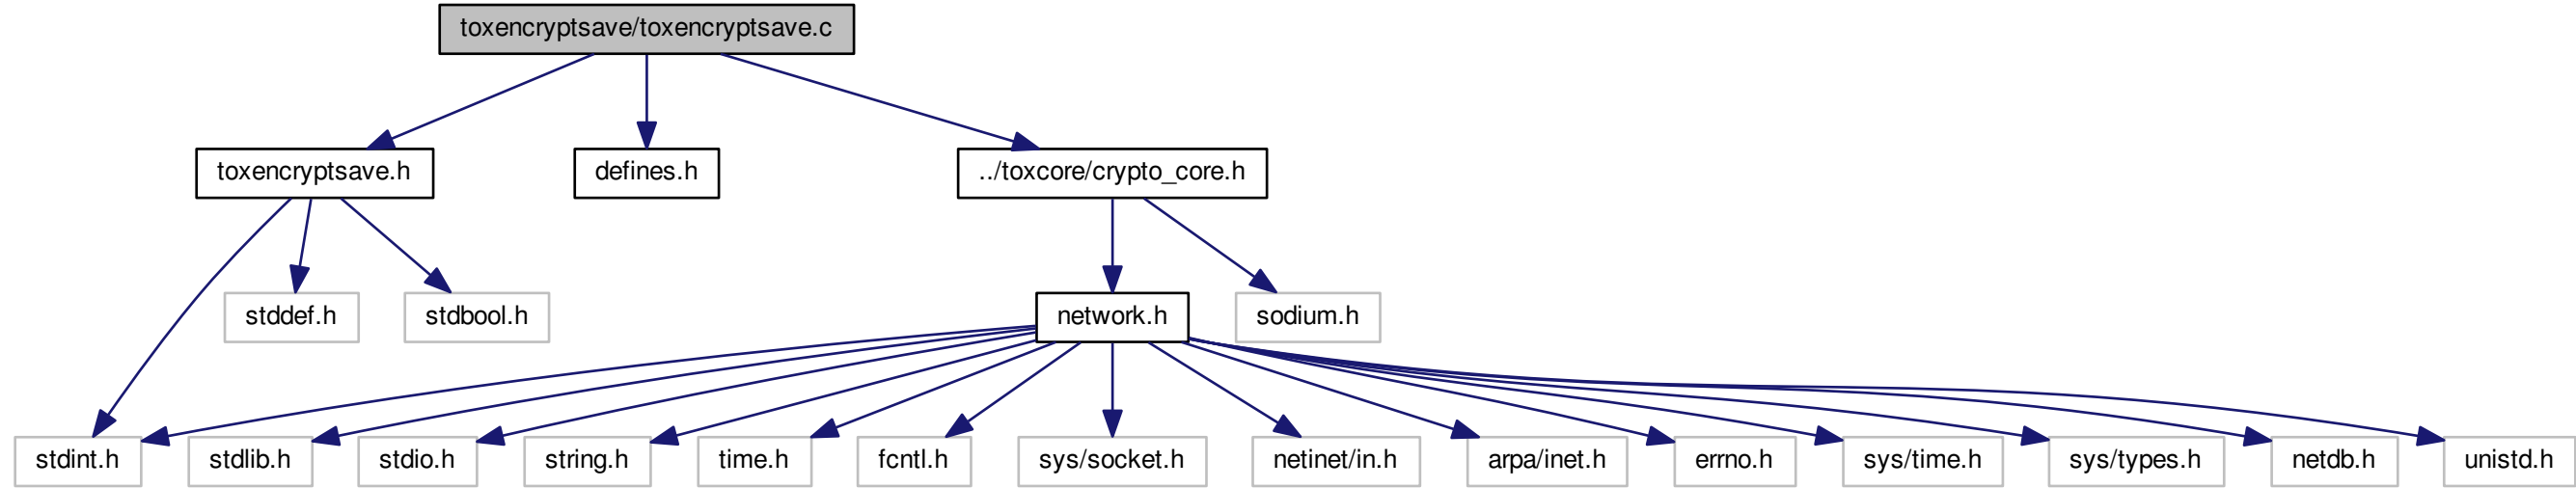 toxencryptsave/toxencryptsave.c
toxencryptsave.h
defines.h
../toxcore/crypto_core.h
stddef.h
stdbool.h
network.h
sodium.h
stdint.h
stdlib.h
stdio.h
string.h
time.h
fcntl.h
sys/socket.h
netinet/in.h
arpa/inet.h
errno.h
sys/time.h
sys/types.h
netdb.h
unistd.h